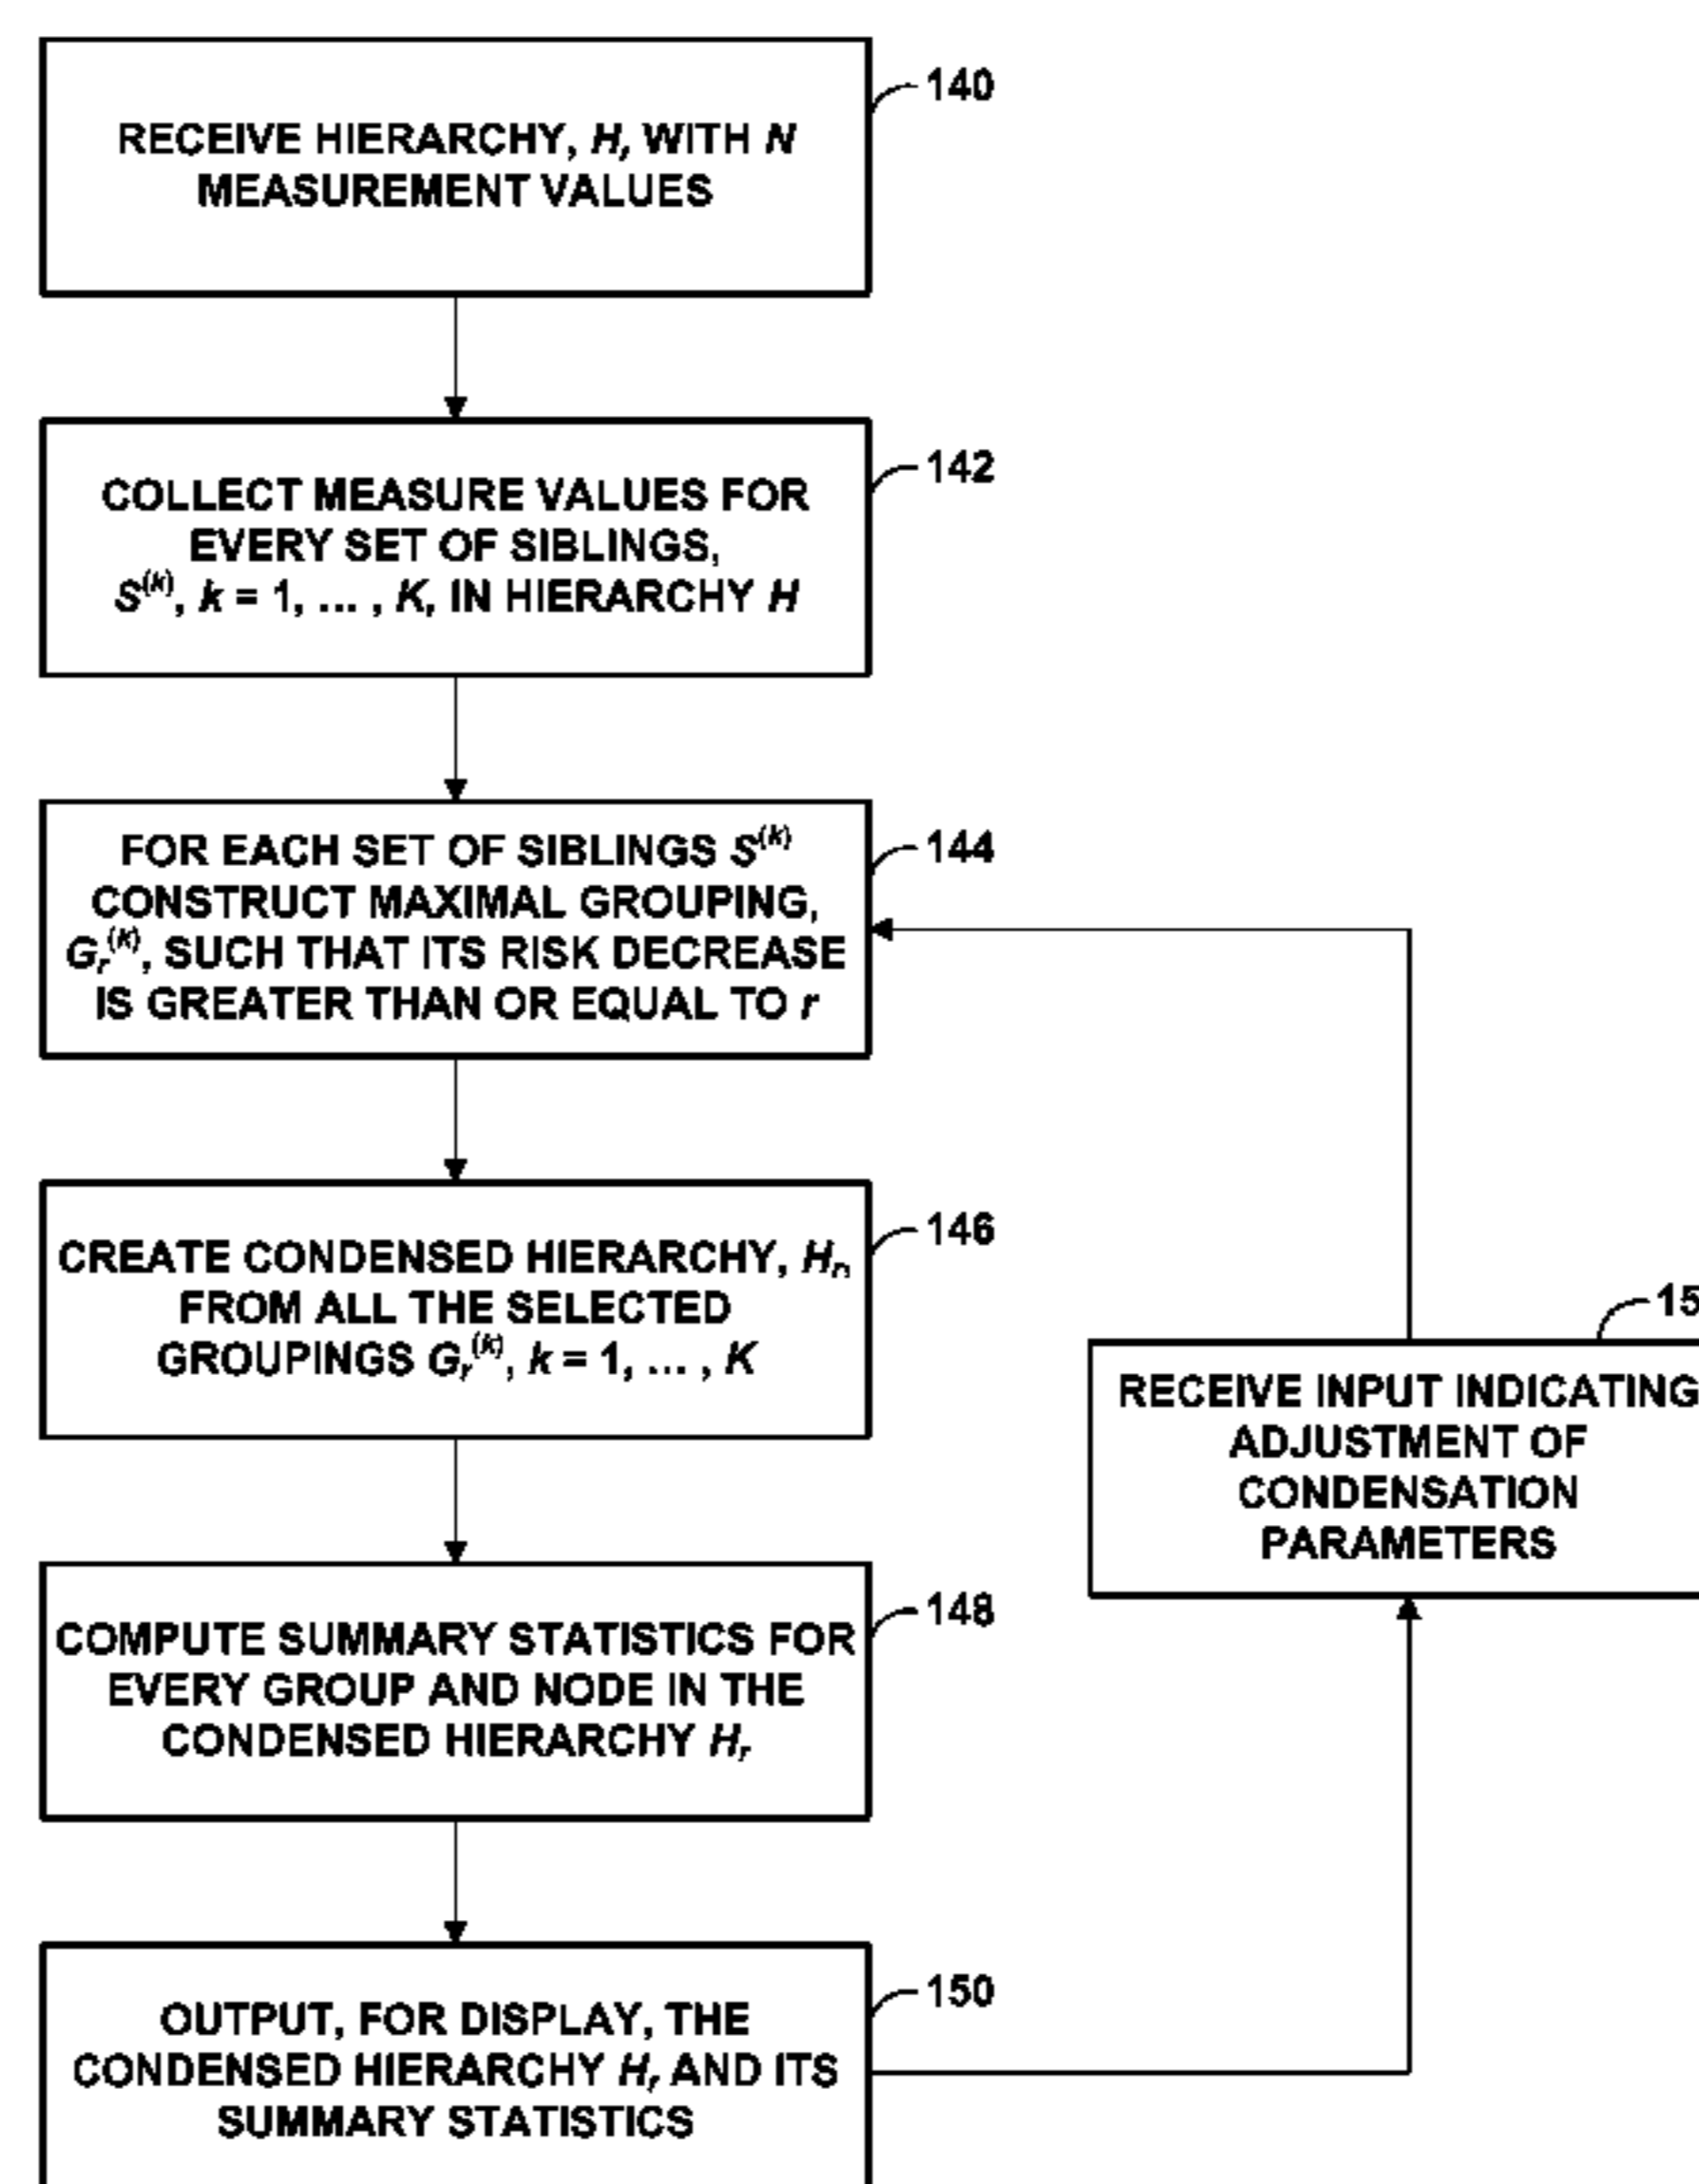 140
RECEIVE HIERARCHY, H, WITH N
MEASUREMENT VALUES
142
COLLECT MEASURE VALUES FOR
EVERY SET OF SIBLINGS,
S(k), k = 1, ... , K, IN HIERARCHY H
144
FOR EACH SET OF SIBLINGS S(k)
CONSTRUCT MAXIMAL GROUPING,
Gr(k), SUCH THAT ITS RISK DECREASE
IS GREATER THAN OR EQUAL TO r
146
CREATE CONDENSED HIERARCHY, Hr,
FROM ALL THE SELECTED
GROUPINGS Gr(k), k = 1, ... , K
15
RECEIVE INPUT INDICATING
ADJUSTMENT OF
CONDENSATION
PARAMETERS
148
COMPUTE SUMMARY STATISTICS FOR
EVERY GROUP AND NODE IN THE
CONDENSED HIERARCHY Hr
150
OUTPUT, FOR DISPLAY, THE
CONDENSED HIERARCHY Hr AND ITS
SUMMARY STATISTICS